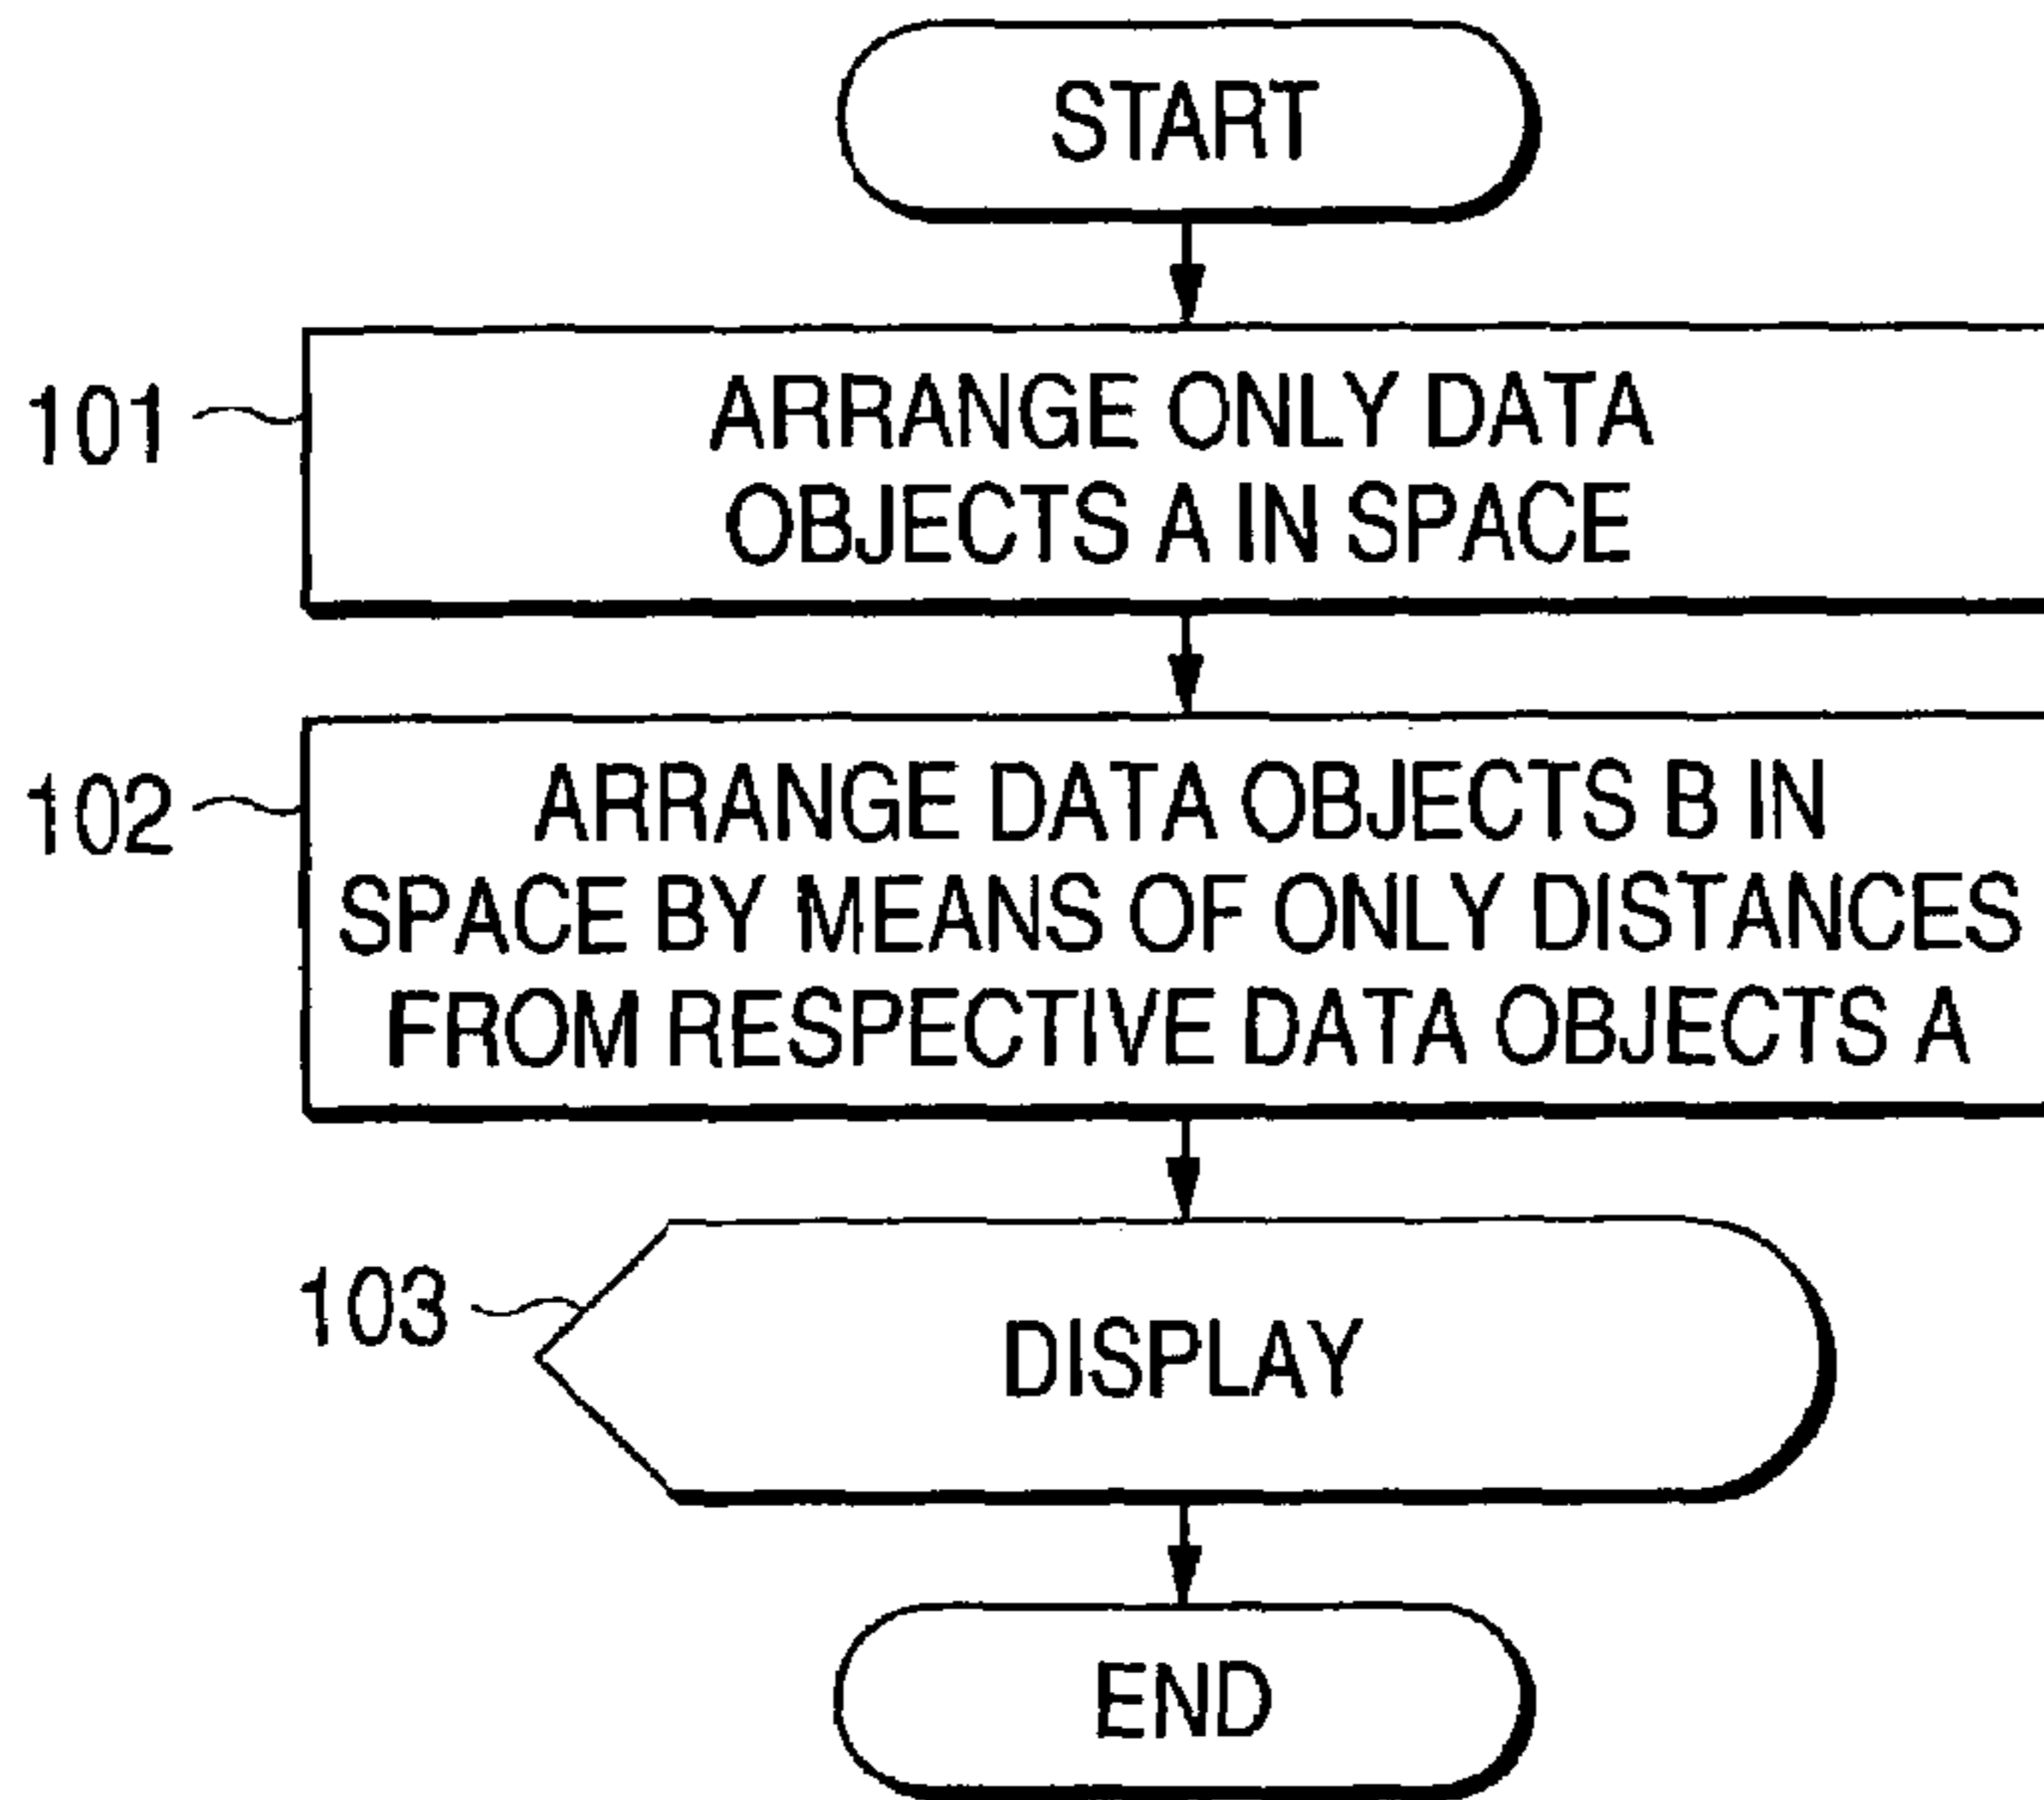 START
101
ARRANGE ONLY DATA
OBJECTS A IN SPACE
102
ARRANGE DATA OBJECTS B IN
SPACE BY MEANS OF ONLY DISTANCES
FROM RESPECTIVE DATA OBJECTS A
103
DISPLAY
END